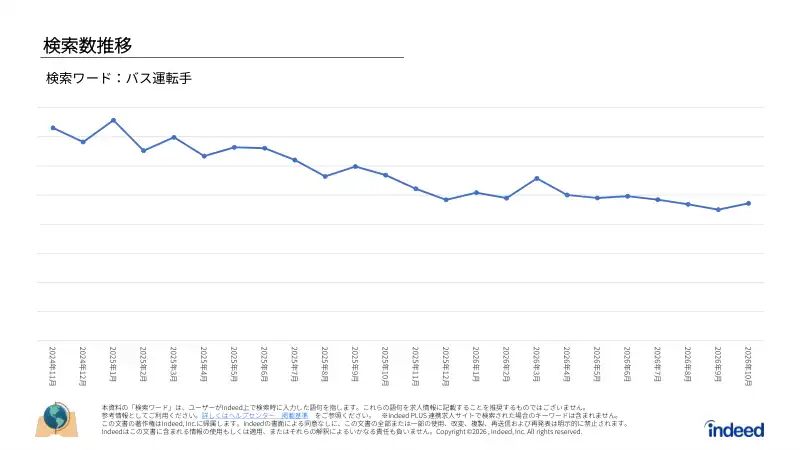 検索数推移
検索ワード：バス運転手
2024年11月
2024年12月
2025年1月
2025年2月
2025年3月
2025年4月
2025年5月
2025年6月
2025年7月
2025年8月
2025年9月
2025年10月
2025年11月
2025年12月
2026年1月
2026年2月
2026年3月
2026年4月
2026年5月
2026年6月
2026年7月
2026年8月
2026年9月
2026年10月
本資料の「検索ワード」は、ユーザーがIndeed上で検索時に入力した語句を指します。これらの語句を求人情報に記載することを推奨するものではございません。
参考情報としてご利用ください。詳しくはヘルプセンター　掲載基準　をご参照ください。　※Indeed PLUS 連携求人サイトで検索された場合のキーワードは含まれません。
この文書の著作権はIndeed, Inc.に帰属します。Indeedの書面による同意なしに、この文書の全部または一部の使用、改変、複製、再送信および再発表は明示的に禁止されます。
Indeedはこの文書に含まれる情報の使用もしくは適用、またはそれらの解釈によるいかなる責任も負いません。Copyright ©2026 , Indeed, Inc. All rights reserved.
indeed